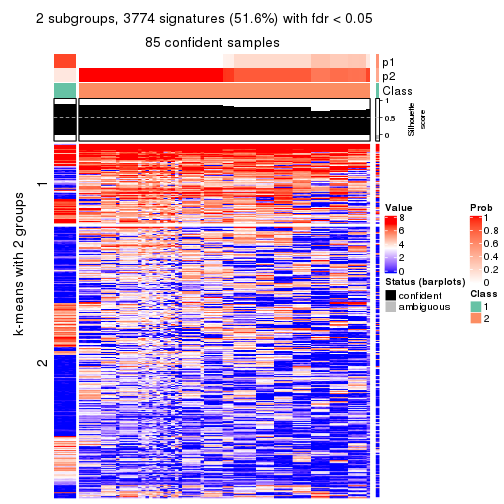 2 subgroups, 3774 signatures (51.6%) with fdr < 0.05
85 confident samples
p1
p2
Class
1
0.5
0
Silhouette
score
k-means with 2 groups
1
2
Value
8
6
4
2
0
Status (barplots)
confident
ambiguous
Prob
1
0.8
0.6
0.4
0.2
0
Class
1
2